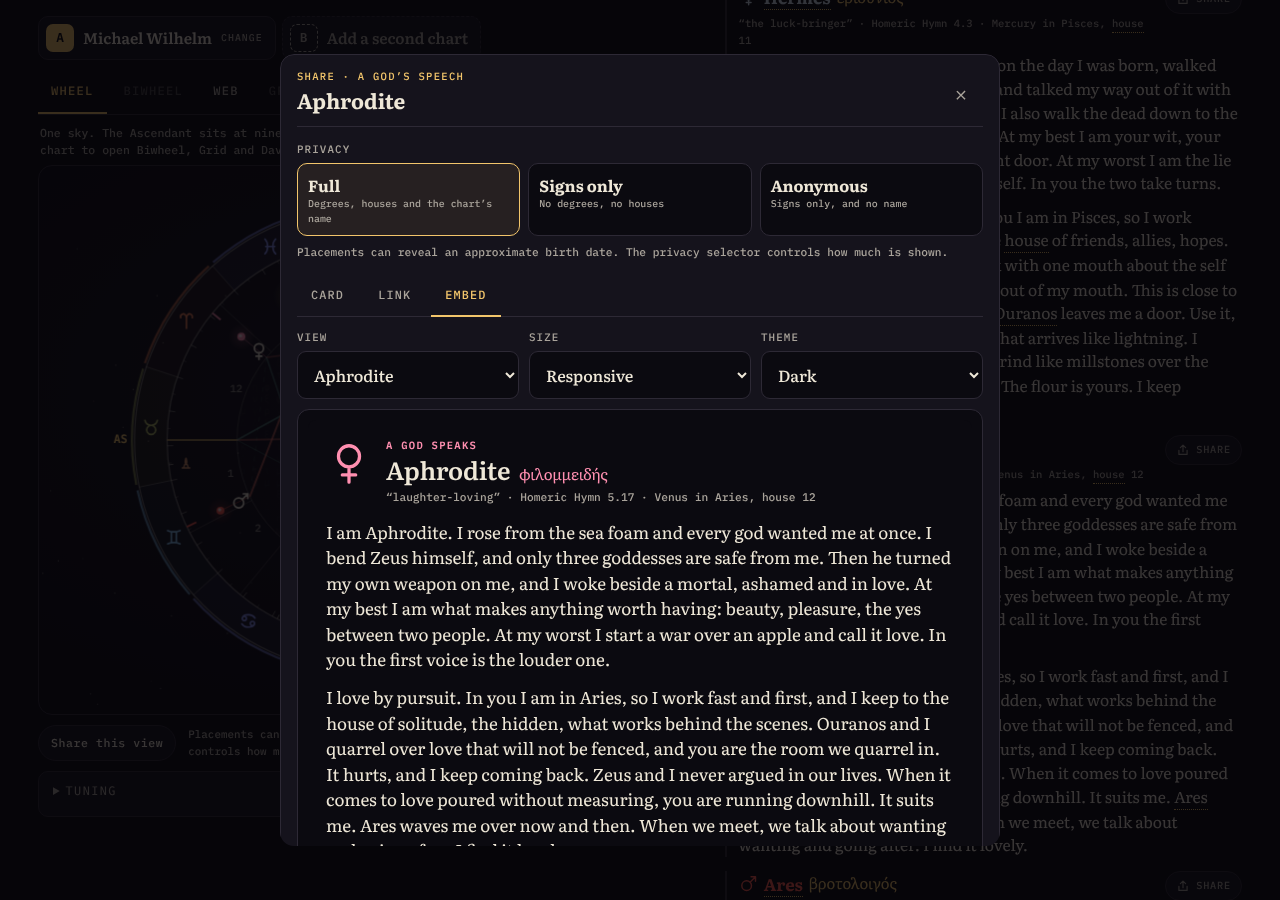 A
Michael Wilhelm
CHANGE
B
Add a second chart
WHEEL
BIWHEEL
WEB
One sky. The Ascendant sits at nine
chart to open Biwheel, Grid and Dav
AS
12
1
2
Share this view
Placements can
controls how m
▶ TUNING
SHARE · A GOD’S SPEECH
Aphrodite
×
PRIVACY
Full
Degrees, houses and the chart’s
name
Signs only
No degrees, no houses
Anonymous
Signs only, and no name
Placements can reveal an approximate birth date. The privacy selector controls how much is shown.
CARD
LINK
EMBED
VIEW
SIZE
THEME
Aphrodite
Responsive
Dark
A GOD SPEAKS
Aphrodite φιλομμειδής
“laughter-loving” · Homeric Hymn 5.17 · Venus in Aries, house 12
I am Aphrodite. I rose from the sea foam and every god wanted me at once. I
bend Zeus himself, and only three goddesses are safe from me. Then he turned
my own weapon on me, and I woke beside a mortal, ashamed and in love. At
my best I am what makes anything worth having: beauty, pleasure, the yes
between two people. At my worst I start a war over an apple and call it love. In
you the first voice is the louder one.
I love by pursuit. In you I am in Aries, so I work fast and first, and I keep to the
house of solitude, the hidden, what works behind the scenes. Ouranos and I
quarrel over love that will not be fenced, and you are the room we quarrel in.
It hurts, and I keep coming back. Zeus and I never argued in our lives. When it
comes to love poured without measuring, you are running downhill. It suits
me. Ares waves me over now and then. When we meet, we talk about wanting
Hermes ἐριούνιος
SHARE
“the luck-bringer” · Homeric Hymn 4.3 · Mercury in Pisces, house
11
on the day I was born, walked
and talked my way out of it with
I also walk the dead down to the
At my best I am your wit, your
nt door. At my worst I am the lie
self. In you the two take turns.
ou I am in Pisces, so I work
house of friends, allies, hopes.
with one mouth about the self
out of my mouth. This is close to
Ouranos leaves me a door. Use it,
hat arrives like lightning. I
rind like millstones over the
The flour is yours. I keep
SHARE
enus in Aries, house 12
foam and every god wanted me
nly three goddesses are safe from
n on me, and I woke beside a
best I am what makes anything
yes between two people. At my
d call it love. In you the first
es, so I work fast and first, and I
dden, what works behind the
love that will not be fenced, and
urts, and I keep coming back.
. When it comes to love poured
g downhill. It suits me. Ares
n we meet, we talk about
wanting and going after. I find it lovely.
Ares βροτολοιγός
SHARE